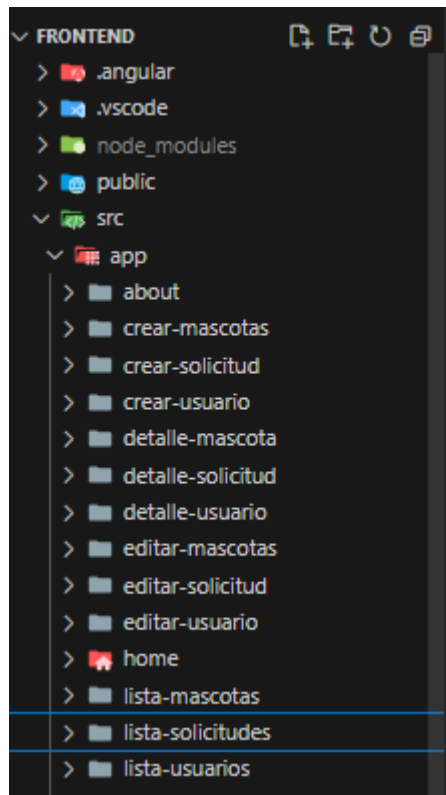 FRONTEND
.angular
.vscode
node_modules
public
src
app
about
crear-mascotas
crear-solicitud
crear-usuario
detalle-mascota
detalle-solicitud
detalle-usuario
editar-mascotas
editar-solicitud
editar-usuario
home
lista-mascotas
lista-solicitudes
lista-usuarios